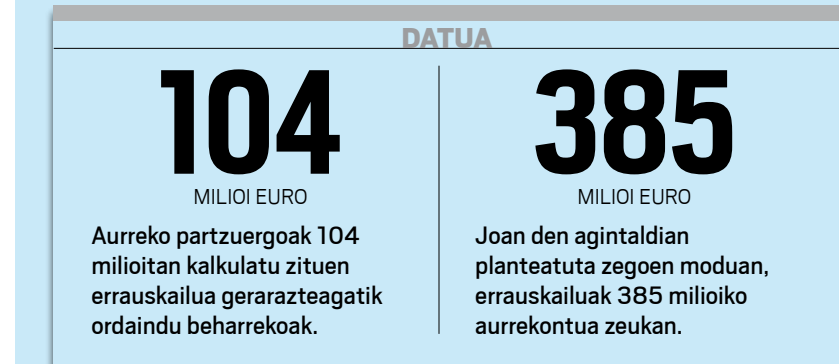 DATUA
104
MILIOI EURO
Aurreko partzuergoak 104
milioitan kalkulatu zituen
errauskailua gerarazteagatik
ordaindu beharrekoak.
385
MILIOI EURO
Joan den agintaldian
planteatuta zegoen moduan,
errauskailuak 385 milioiko
aurrekontua zeukan.